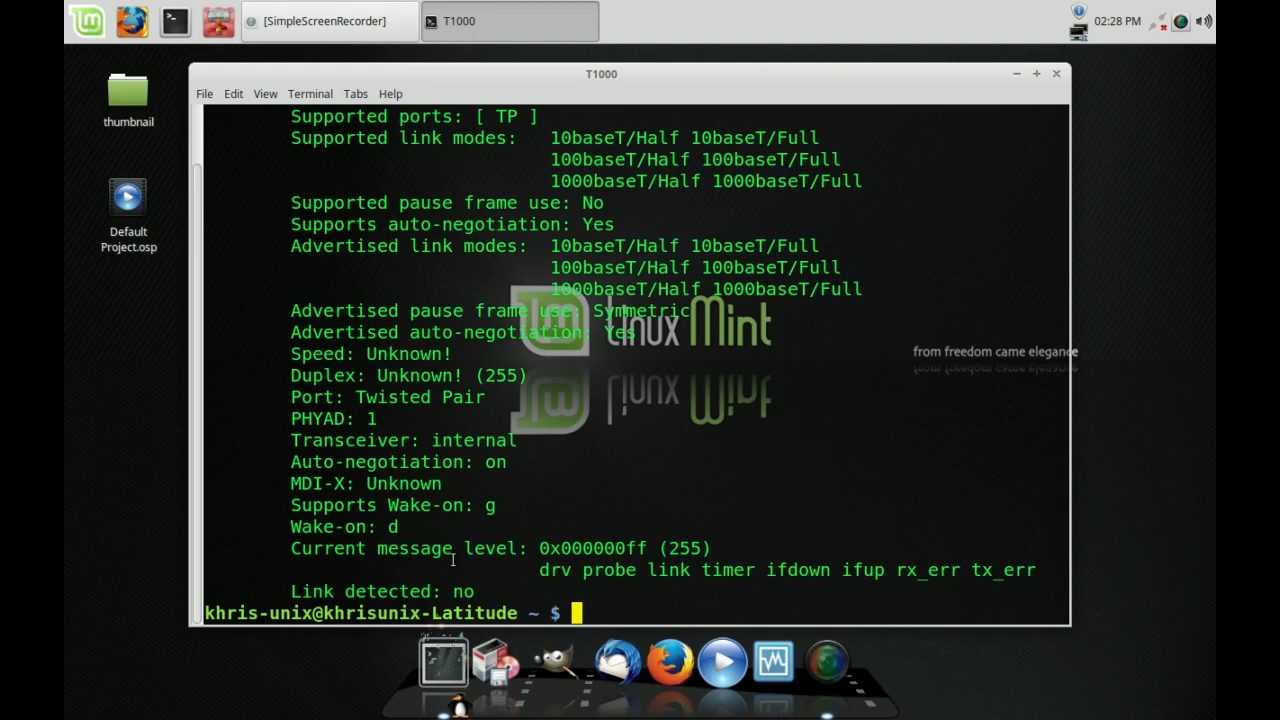 [SimpleScreenRecorder]
T1000
02:28 PM
thumbnail
Default
Project.osp
T1000
File Edit View Terminal Tabs Help
Supported ports: [ TP ]
Supported link modes: 10baseT/Half 10baseT/Full
100baseT/Half 100baseT/Full
1000baseT/Half 1000baseT/Full
Supported pause frame use: No
Supports auto-negotiation: Yes
Advertised link modes: 10baseT/Half 10baseT/Full
100baseT/Half 100baseT/Full
1000baseT/Half 1000baseT/Full
Advertised pause frame use: Symmetric
Advertised auto-negotiation: Yes
Linux Mint
from freedom came elegance
Speed: Unknown!
Duplex: Unknown! (255)
Port: Twisted Pair
PHYAD: 1
Transceiver: internal
Auto-negotiation: on
MDI-X: Unknown
Supports Wake-on: g
Wake-on: d
Current message level: 0x000000ff (255)
drv probe link timer ifdown ifup rx_err tx_err
Link detected: no
khris-unix@khrisunix-Latitude ~ $